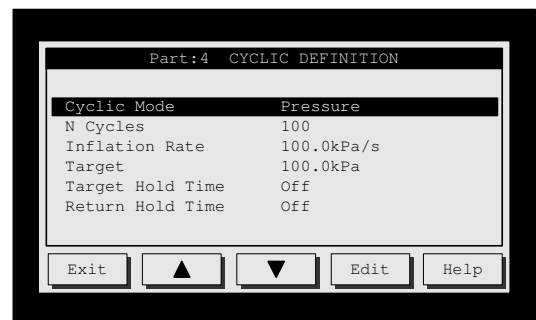 Part:4 CYCLIC DEFINITION
Cyclic Mode Pressure
N Cycles 100
Inflation Rate 100.0kPa/s
Target 100.0kPa
Target Hold Time Off
Return Hold Time Off
Exit ▲ ▼ Edit Help